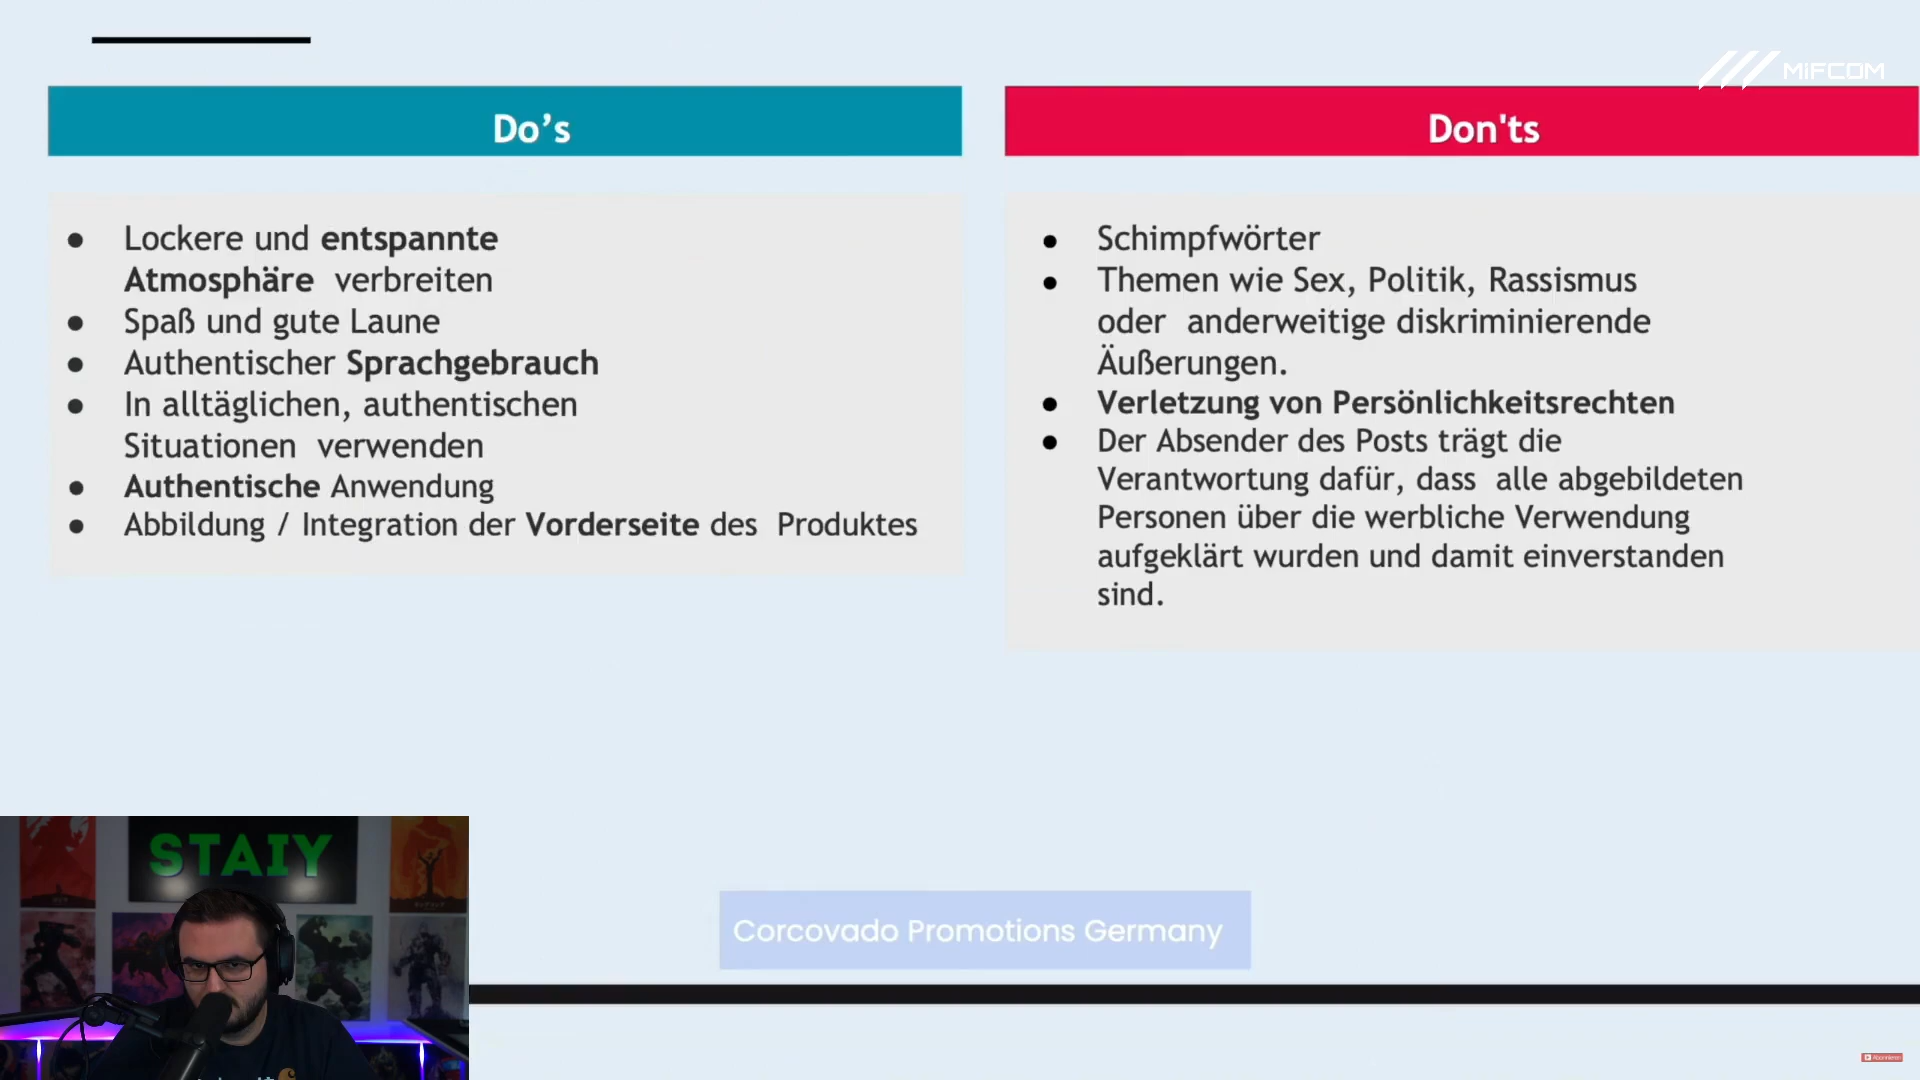 MIFCOM
Do’s
Lockere und entspannte
Atmosphäre verbreiten
Spaß und gute Laune
Authentischer Sprachgebrauch
In alltäglichen, authentischen
Situationen verwenden
Authentische Anwendung
Abbildung / Integration der Vorderseite des Produktes
Don'ts
Schimpfwörter
Themen wie Sex, Politik, Rassismus
oder anderweitige diskriminierende
Äußerungen.
Verletzung von Persönlichkeitsrechten
Der Absender des Posts trägt die
Verantwortung dafür, dass alle abgebildeten
Personen über die werbliche Verwendung
aufgeklärt wurden und damit einverstanden
sind.
STAIY
Corcovado Promotions Germany
Abonnieren